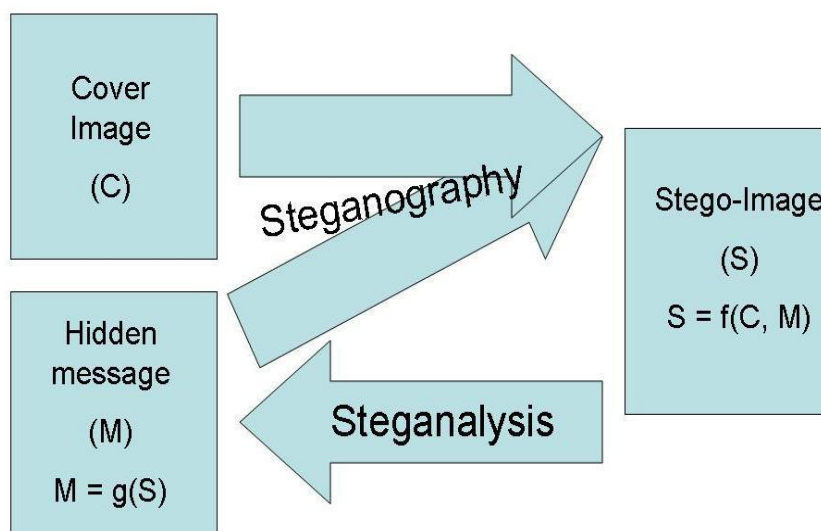 Cover
Image
(C)
Steganography
Stego-Image
(S)
S = f(C, M)
Hidden
message
(M)
M = g(S)
Steganalysis